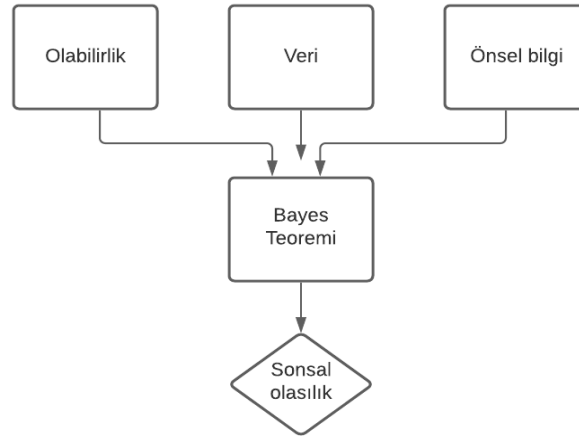 Olabilirlik
Veri
Önsel bilgi
Bayes
Teoremi
Sonsal
olasılık